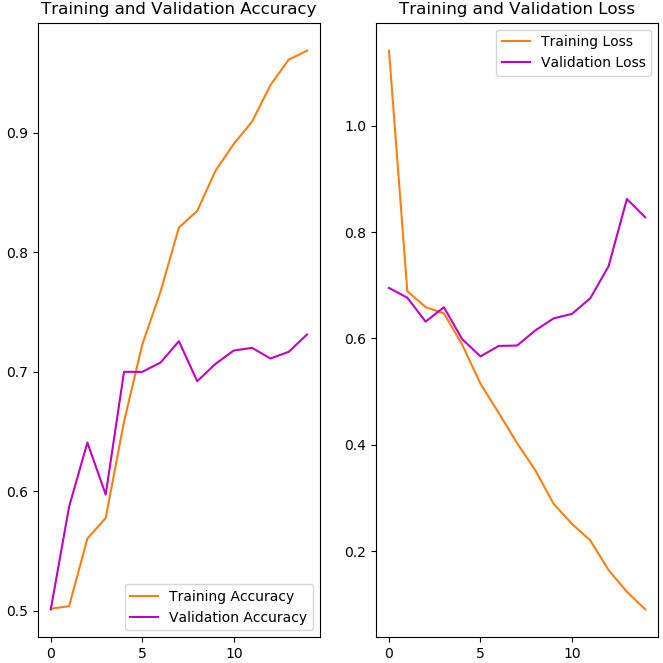 Training and Validation Accuracy
0.9
0.8
0.7
0.6
0.5
0
5
10
Training Accuracy
Validation Accuracy
Training and Validation Loss
Training Loss
Validation Loss
1.0
0.8
0.6
0.4
0.2
0
5
10